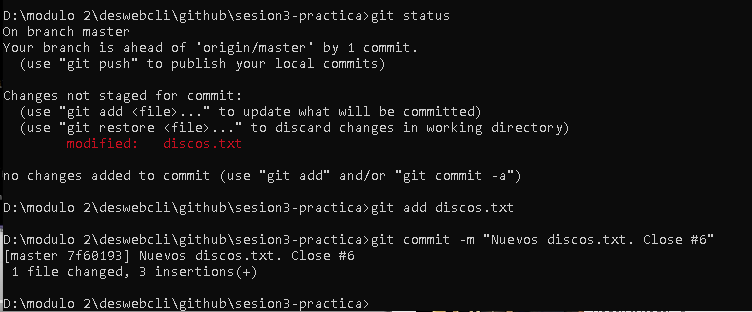 D:\modulo 2\deswebcli\github\sesion3-practica>git status
On branch master
Your branch is ahead of 'origin/master' by 1 commit.
  (use "git push" to publish your local commits)

Changes not staged for commit:
  (use "git add <file>..." to update what will be committed)
  (use "git restore <file>..." to discard changes in working directory)
        modified:   discos.txt

no changes added to commit (use "git add" and/or "git commit -a")

D:\modulo 2\deswebcli\github\sesion3-practica>git add discos.txt

D:\modulo 2\deswebcli\github\sesion3-practica>git commit -m "Nuevos discos.txt. Close #6"
[master 7f60193] Nuevos discos.txt. Close #6
 1 file changed, 3 insertions(+)

D:\modulo 2\deswebcli\github\sesion3-practica>